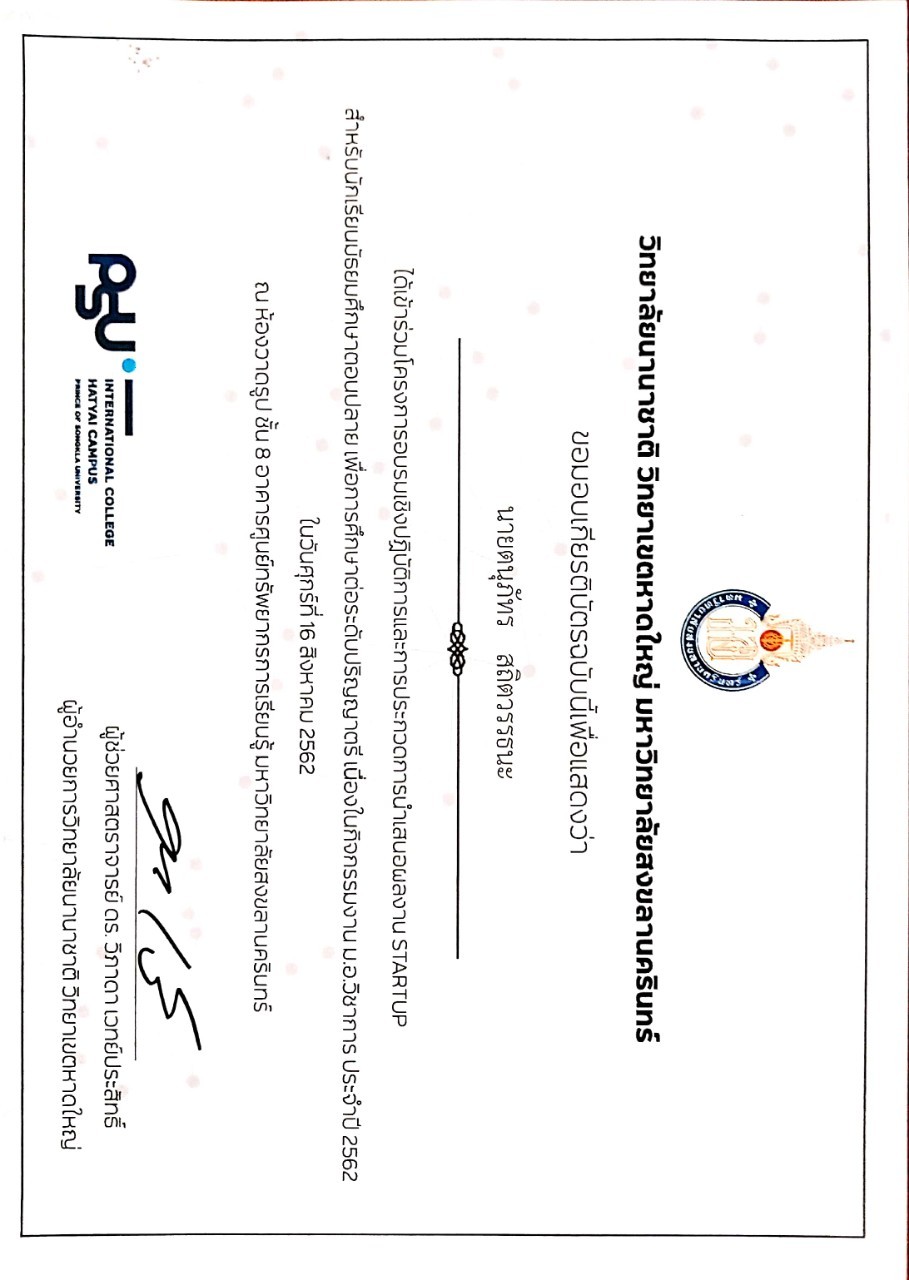 วิทยาลัยนานาชาติ วิทยาเขตหาดใหญ่ มหาวิทยาลัยสงขลานครินทร์
ขอมอบเกียรติบัตรฉบับนี้เพื่อแสดงว่า
นายตนุภัทร สถิตวรรธนะ
ได้เข้าร่วมโครงการอบรมเชิงปฏิบัติการและการประกวดการนำเสนอผลงาน STARTUP
สำหรับนักเรียนมัธยมศึกษาตอนปลาย เพื่อการศึกษาต่อระดับปริญญาตรี เนื่องในกิจกรรมงาน ม.อ.วิชาการ ประจำปี 2562
ในวันศุกร์ที่ 16 สิงหาคม 2562
ณ ห้องวาดรูป ชั้น 8 อาคารศูนย์ทรัพยากรการเรียนรู้ มหาวิทยาลัยสงขลานครินทร์
psu
INTERNATIONAL COLLEGE
HATYAI CAMPUS
PRINCE OF SONGKLA UNIVERSITY
ผู้ช่วยศาสตราจารย์ ดร. วิภาดา เวทย์ประสิทธิ์
ผู้อำนวยการวิทยาลัยนานาชาติ วิทยาเขตหาดใหญ่